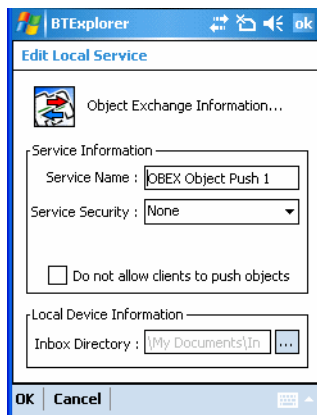 BTExplorer ok
Edit Local Service
Object Exchange Information...
Service Information
Service Name : OBEX Object Push 1
Service Security : None
Do not allow clients to push objects
Local Device Information
Inbox Directory : \My Documents\In ...
OK Cancel